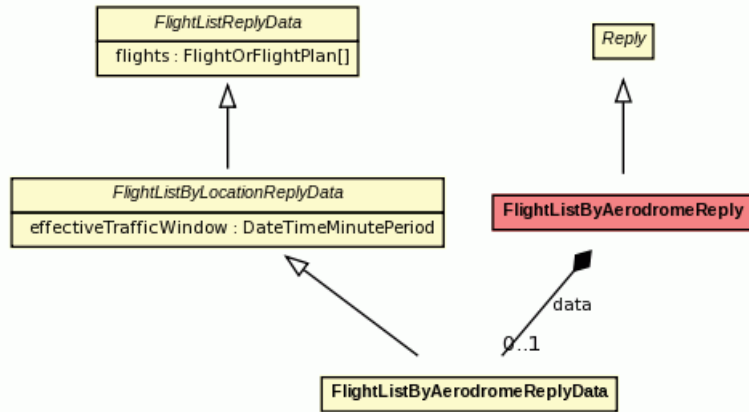 FlightListReplyData
flights : FlightOrFlightPlan[]
Reply
FlightListByLocationReplyData
effectiveTrafficWindow : DateTimeMinutePeriod
FlightListByAerodromeReply
data
0..1
FlightListByAerodromeReplyData